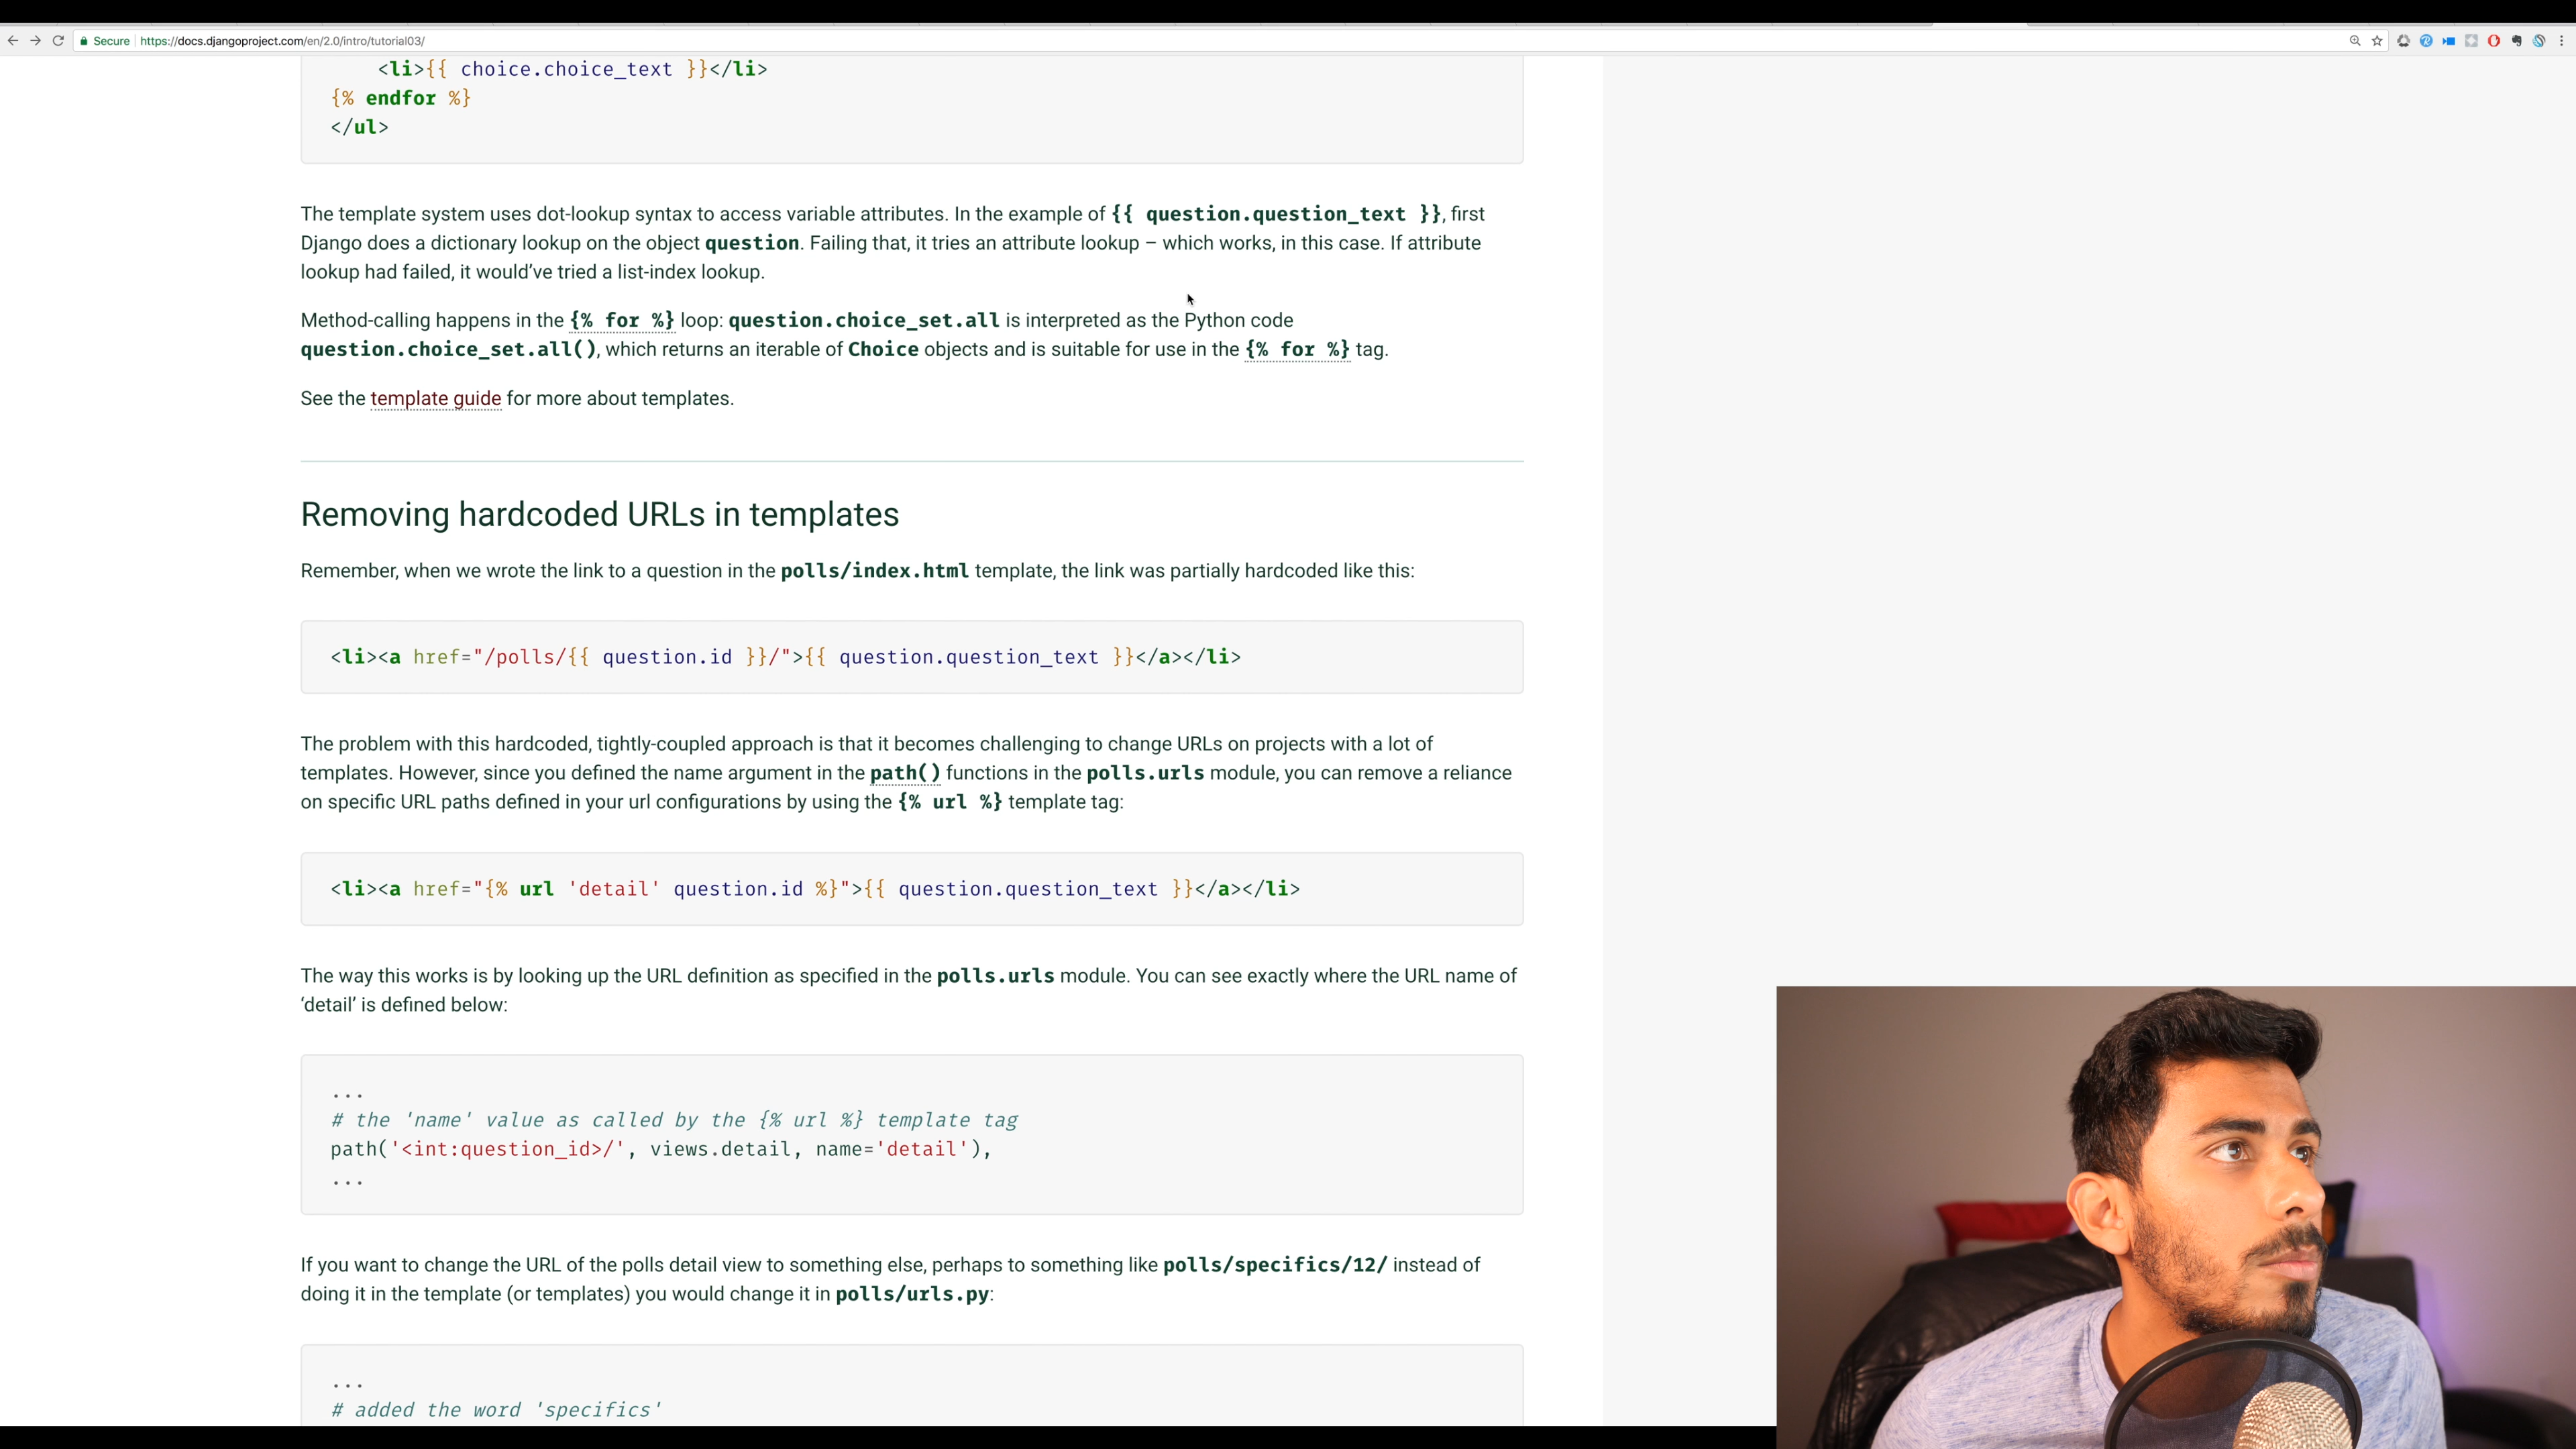 Secure https://docs.djangoproject.com/en/2.0/intro/tutorial03/
<li>{{ choice.choice_text }}</li>
{% endfor %}
</ul>
The template system uses dot-lookup syntax to access variable attributes. In the example of {{ question.question_text }}, first
Django does a dictionary lookup on the object question. Failing that, it tries an attribute lookup – which works, in this case. If attribute
lookup had failed, it would’ve tried a list-index lookup.
Method-calling happens in the {% for %} loop: question.choice_set.all is interpreted as the Python code
question.choice_set.all(), which returns an iterable of Choice objects and is suitable for use in the {% for %} tag.
See the template guide for more about templates.
Removing hardcoded URLs in templates
Remember, when we wrote the link to a question in the polls/index.html template, the link was partially hardcoded like this:
<li><a href="/polls/{{ question.id }}/">{{ question.question_text }}</a></li>
The problem with this hardcoded, tightly-coupled approach is that it becomes challenging to change URLs on projects with a lot of
templates. However, since you defined the name argument in the path() functions in the polls.urls module, you can remove a reliance
on specific URL paths defined in your url configurations by using the {% url %} template tag:
<li><a href="{% url 'detail' question.id %}">{{ question.question_text }}</a></li>
The way this works is by looking up the URL definition as specified in the polls.urls module. You can see exactly where the URL name of
‘detail’ is defined below:
...
# the 'name' value as called by the {% url %} template tag
path('<int:question_id>/', views.detail, name='detail'),
...
If you want to change the URL of the polls detail view to something else, perhaps to something like polls/specifics/12/ instead of
doing it in the template (or templates) you would change it in polls/urls.py:
...
# added the word 'specifics'